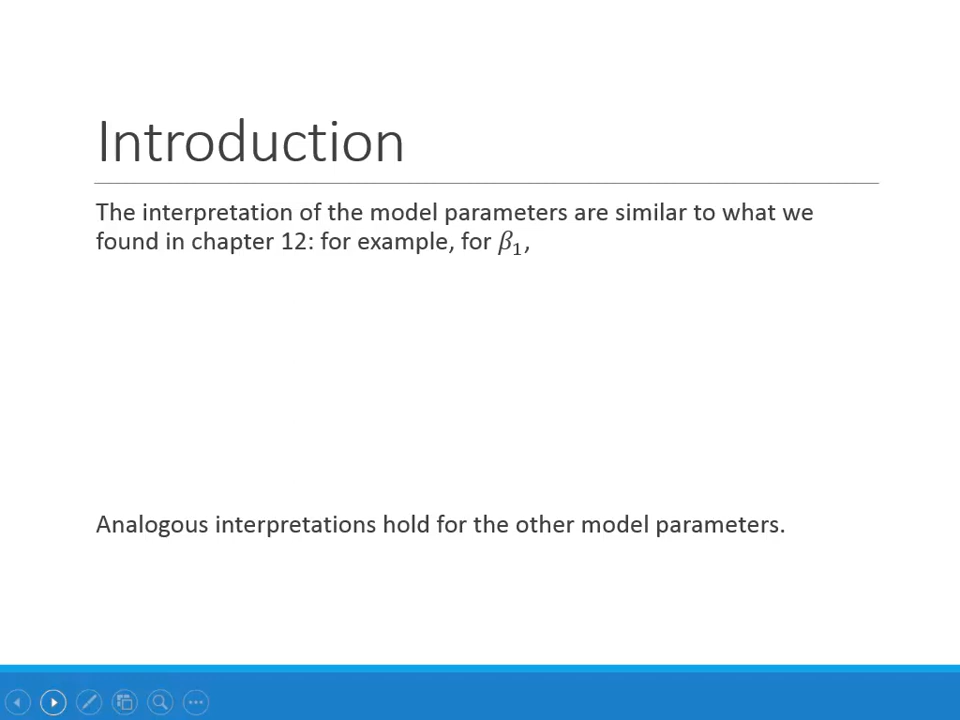 Introduction
The interpretation of the model parameters are similar to what we
found in chapter 12: for example, for β₁,
Analogous interpretations hold for the other model parameters.